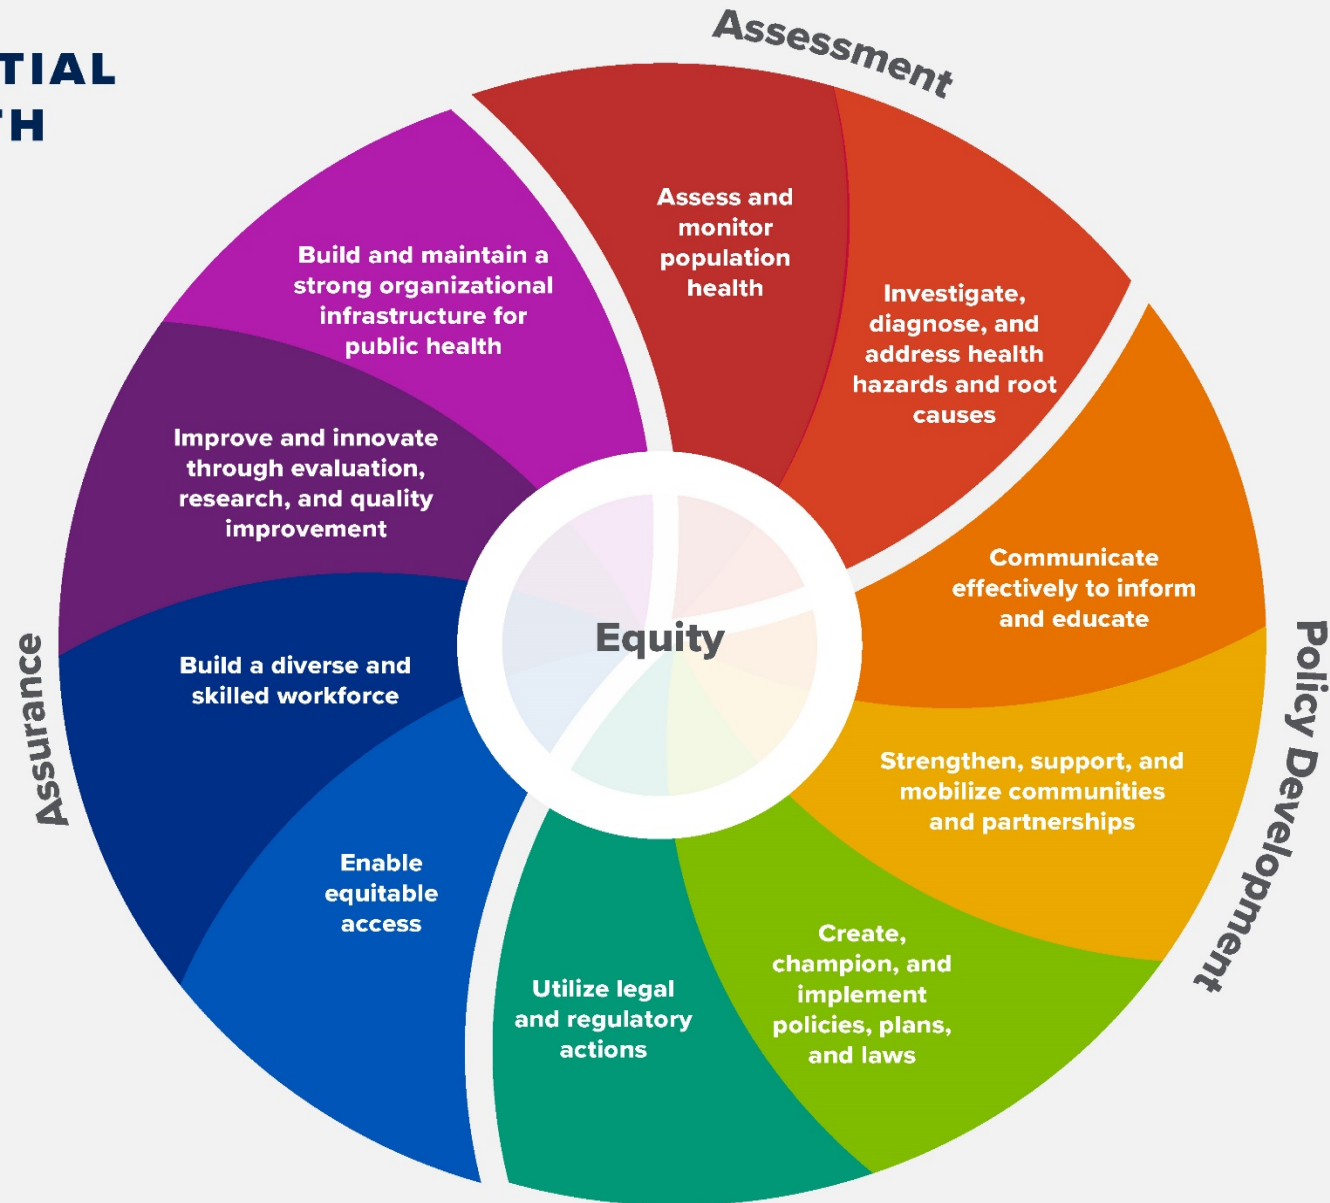 TIAL
TH
Assessment
Assess and
monitor
population
health
Investigate,
diagnose, and
address health
hazards and root
causes
Policy Development
Communicate
effectively to inform
and educate
Strengthen, support, and
mobilize communities
and partnerships
Create,
champion, and
implement
policies, plans,
and laws
Utilize legal
and regulatory
actions
Assurance
Enable
equitable
access
Build a diverse and
skilled workforce
Improve and innovate
through evaluation,
research, and quality
improvement
Build and maintain a
strong organizational
infrastructure for
public health
Equity